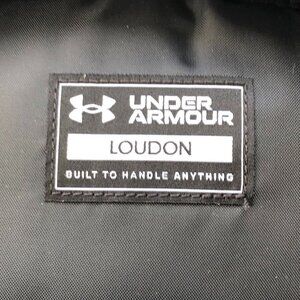 UNDER
ARMOUR
LOUDON
BUILT TO HANDLE ANYTHING